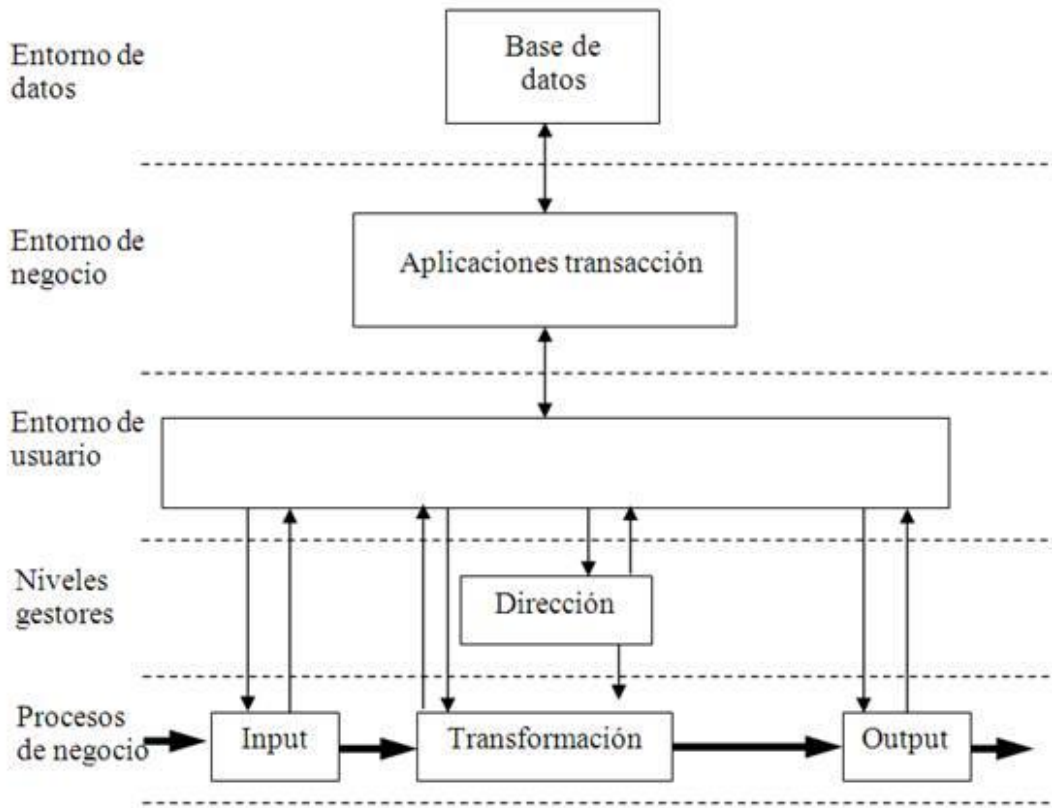 Entorno de
datos
Base de
datos
Entorno de
negocio
Aplicaciones transacción
Entorno de
usuario
Niveles
gestores
Dirección
Procesos
de negocio
Input
Transformación
Output